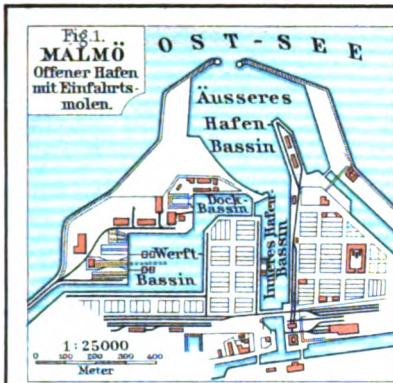 Fig.1.
MALMÖ
Offener Hafen
mit Einfahrts-
molen.
OST-SEE
Äusseres
Hafen-
Bassin
Dock-
Bassin
Inneres Hafen-
Bassin
Werft-
Bassin
1:25000
0 100 200 300 400
Meter